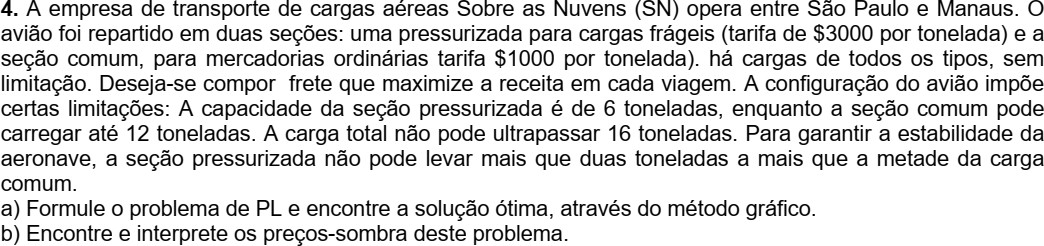 4. A empresa de transporte de cargas aéreas Sobre as Nuvens (SN) opera entre São Paulo e Manaus. O
avião foi repartido em duas seções: uma pressurizada para cargas frágeis (tarifa de $3000 por tonelada) e a
seção comum, para mercadorias ordinárias tarifa $1000 por tonelada). há cargas de todos os tipos, sem
limitação. Deseja-se compor frete que maximize a receita em cada viagem. A configuração do avião impõe
certas limitações: A capacidade da seção pressurizada é de 6 toneladas, enquanto a seção comum pode
carregar até 12 toneladas. A carga total não pode ultrapassar 16 toneladas. Para garantir a estabilidade da
aeronave, a seção pressurizada não pode levar mais que duas toneladas a mais que a metade da carga
comum.
a) Formule o problema de PL e encontre a solução ótima, através do método gráfico.
b) Encontre e interprete os preços-sombra deste problema.